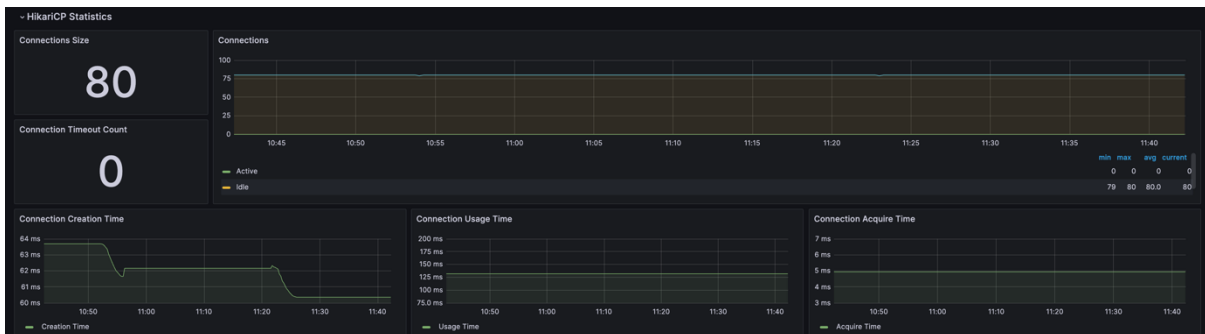 HikariCP Statistics
Connections Size
80
Connection Timeout Count
0
Connections
100
75
50
25
0
10:45 10:50 10:55 11:00 11:05 11:10 11:15 11:20 11:25 11:30 11:35 11:40
min max avg current
Active 0 0 0 0
Idle 79 80 80.0 80
Connection Creation Time
64 ms
63 ms
62 ms
61 ms
60 ms
10:50 11:00 11:10 11:20 11:30 11:40
Creation Time
Connection Usage Time
200 ms
175 ms
150 ms
125 ms
100 ms
75.0 ms
10:50 11:00 11:10 11:20 11:30 11:40
Usage Time
Connection Acquire Time
7 ms
6 ms
5 ms
4 ms
3 ms
10:50 11:00 11:10 11:20 11:30 11:40
Acquire Time